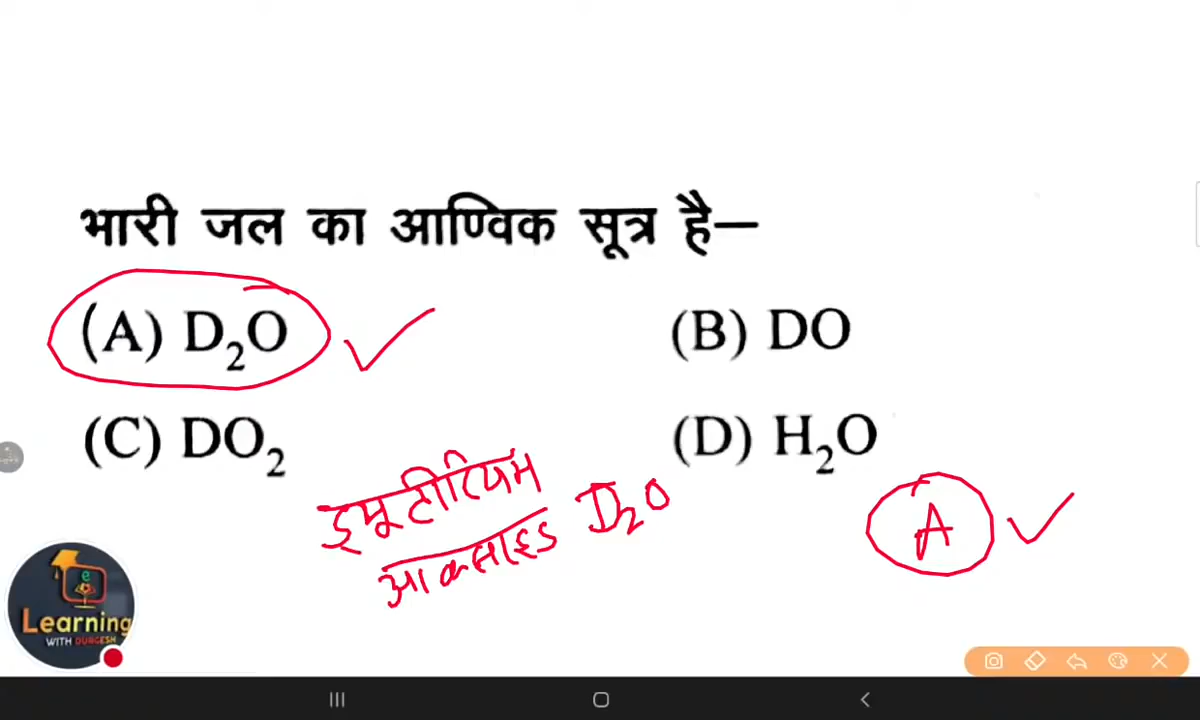 भारी जल का आण्विक सूत्र है—
(A) D₂O
(B) DO
(C) DO₂
(D) H₂O
ड्यूटीरियम
आक्साइड D₂O
A
e
Learning
WITH DURGESH